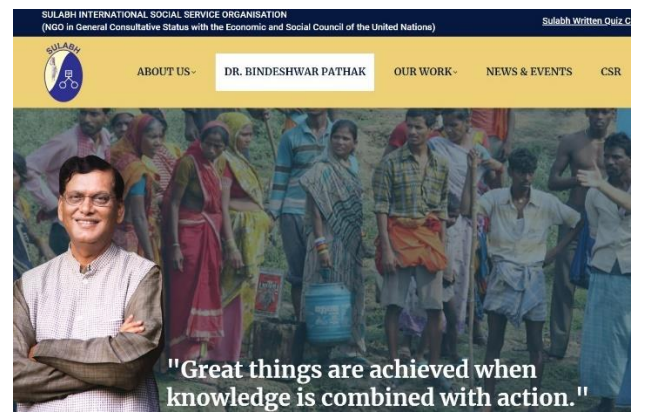 SULABH INTERNATIONAL SOCIAL SERVICE ORGANISATION
(NGO in General Consultative Status with the Economic and Social Council of the United Nations)
Sulabh Written Quiz C
SULABH
ABOUT US
DR. BINDESHWAR PATHAK
OUR WORK
NEWS & EVENTS
CSR
"Great things are achieved when
knowledge is combined with action."